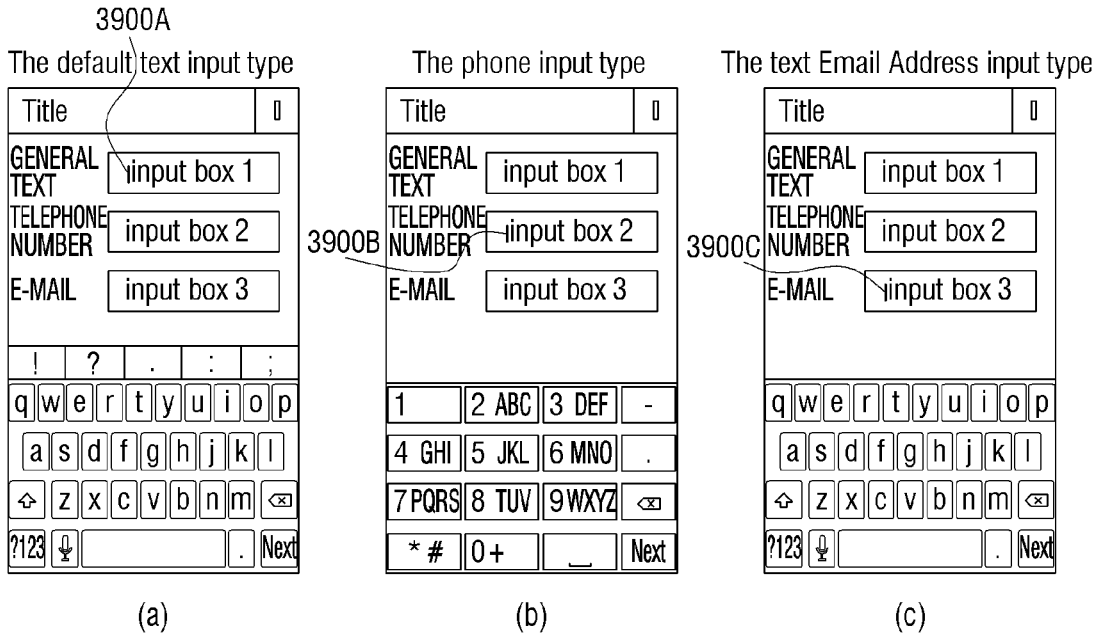 3900A
The default text input type
Title
GENERAL TEXT
input box 1
TELEPHONE NUMBER
input box 2
E-MAIL
input box 3
! ? . : ;
q w e r t y u i o p
a s d f g h j k l
z x c v b n m
?123 . Next
(a)
The phone input type
Title
GENERAL TEXT
input box 1
3900B
TELEPHONE NUMBER
input box 2
E-MAIL
input box 3
1 2 ABC 3 DEF -
4 GHI 5 JKL 6 MNO .
7 PQRS 8 TUV 9 WXYZ
* # 0 + Next
(b)
The text Email Address input type
Title
GENERAL TEXT
input box 1
TELEPHONE NUMBER
input box 2
3900C
E-MAIL
input box 3
q w e r t y u i o p
a s d f g h j k l
z x c v b n m
?123 . Next
(c)